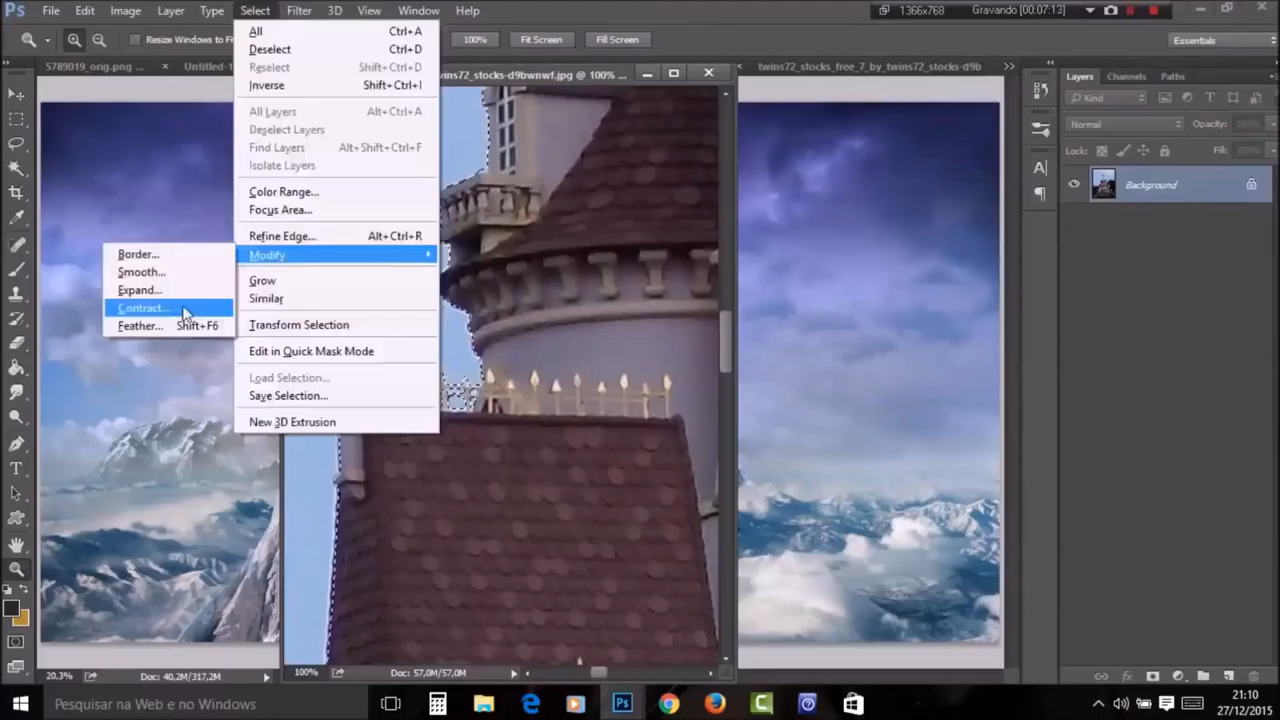 Ps File Edit Image Layer Type Select Filter 3D View Window Help
1366x768 Gravando [00:07:13]
Resize Windows to Fi
100% Fit Screen Fill Screen
Essentials
5789019_orig.png ...
Untitled-1
twins72_stocks-d9bwnwf.jpg @ 100% ...
twins72_stocks_free_7_by_twins72_stocks-d9b
All Ctrl+A
Deselect Ctrl+D
Reselect Shift+Ctrl+D
Inverse Shift+Ctrl+I
All Layers Alt+Ctrl+A
Deselect Layers
Find Layers Alt+Shift+Ctrl+F
Isolate Layers
Color Range...
Focus Area...
Refine Edge... Alt+Ctrl+R
Modify
Grow
Similar
Transform Selection
Edit in Quick Mask Mode
Load Selection...
Save Selection...
New 3D Extrusion
Border...
Smooth...
Expand...
Contract...
Feather... Shift+F6
Layers Channels Paths
Kind
Normal Opacity: 100%
Lock: Fill: 100%
Background
20,3% Doc: 40,2M/317,2M
100% Doc: 57,0M/57,0M
Pesquisar na Web e no Windows
21:10
27/12/2015